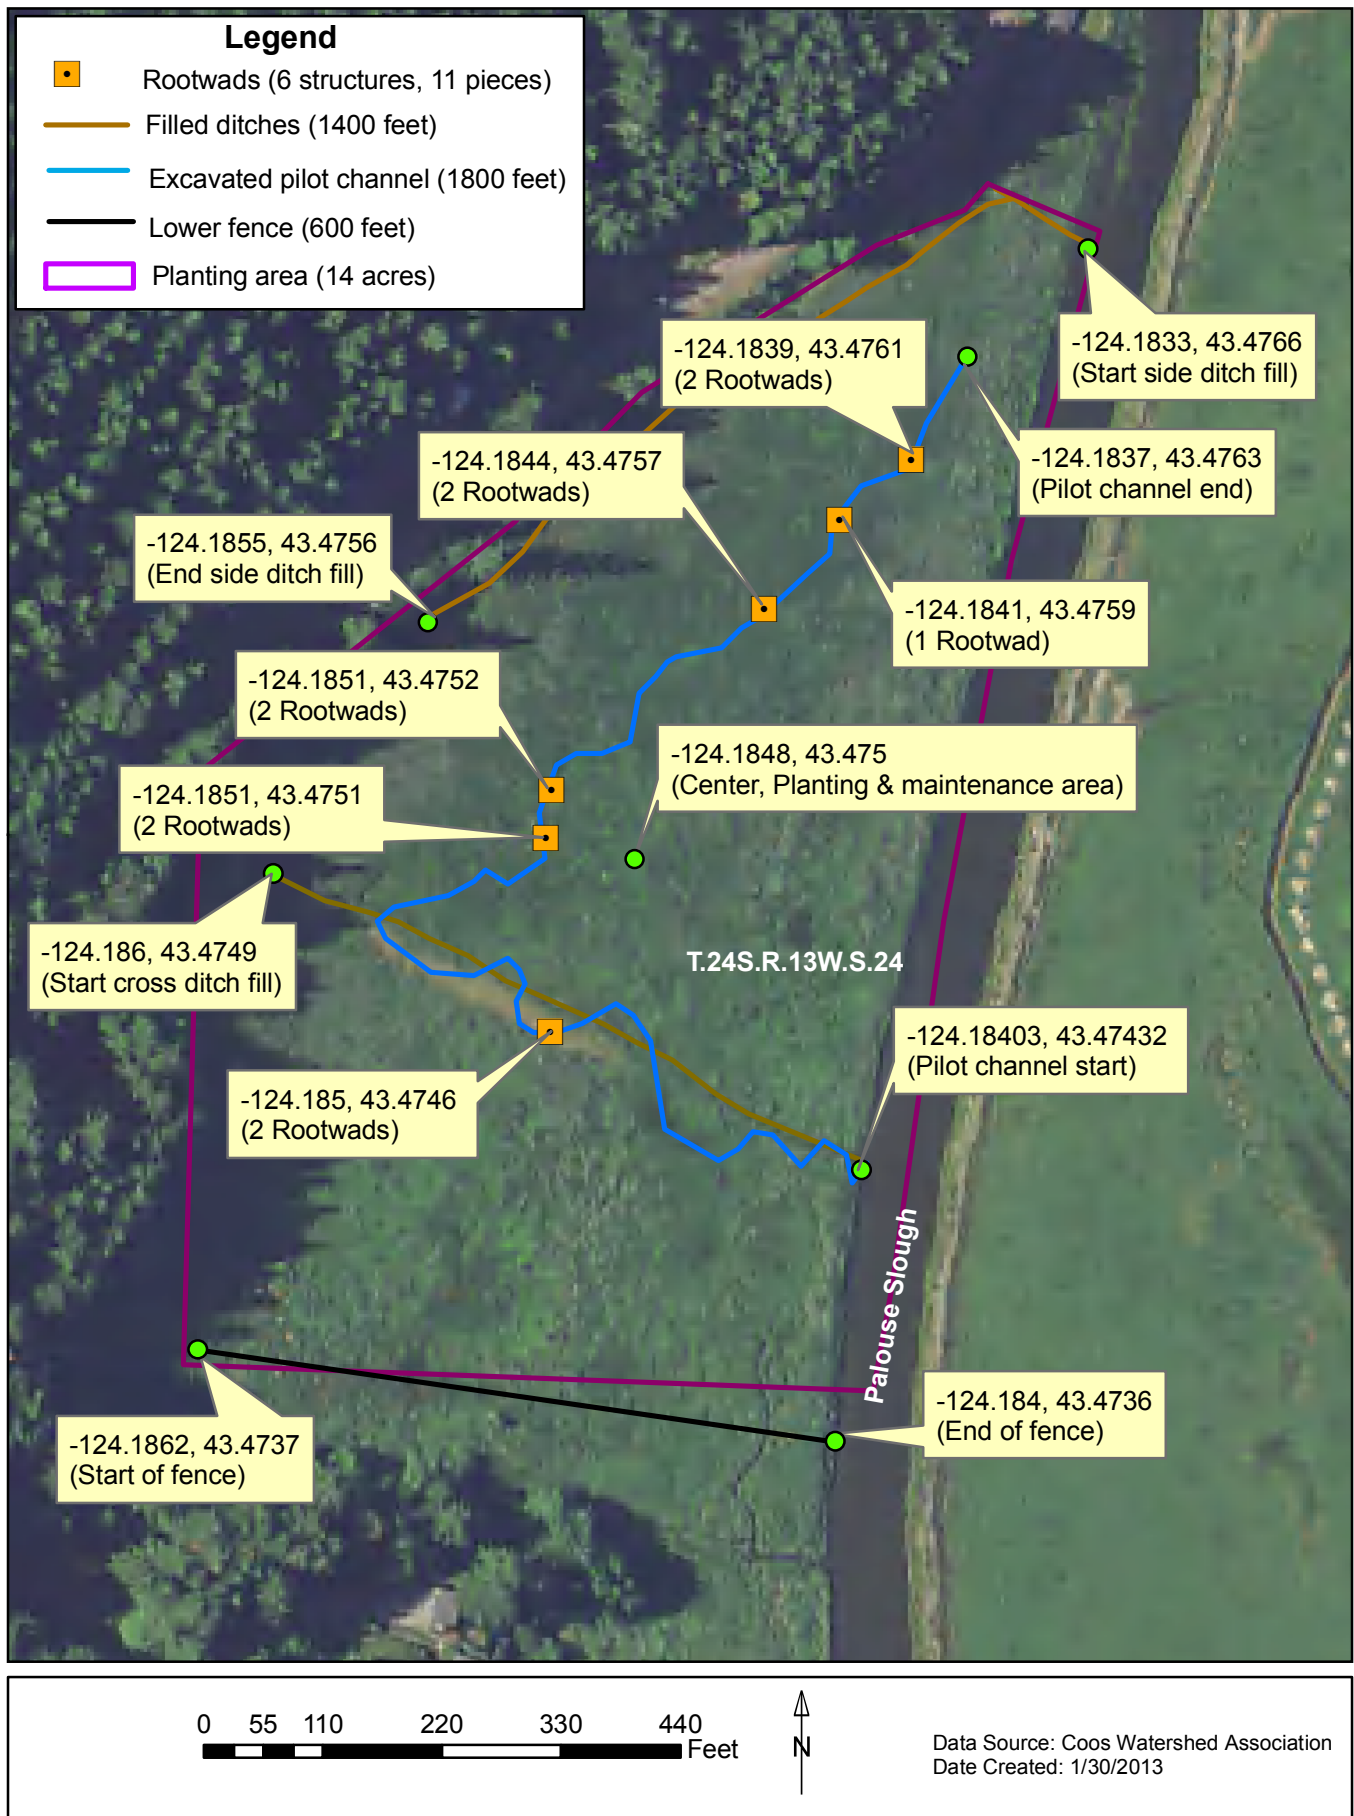 Legend
Rootwads (6 structures, 11 pieces)
Filled ditches (1400 feet)
Excavated pilot channel (1800 feet)
Lower fence (600 feet)
Planting area (14 acres)
-124.1833, 43.4766
(Start side ditch fill)
-124.1839, 43.4761
(2 Rootwads)
-124.1837, 43.4763
(Pilot channel end)
-124.1844, 43.4757
(2 Rootwads)
-124.1855, 43.4756
(End side ditch fill)
-124.1841, 43.4759
(1 Rootwad)
-124.1851, 43.4752
(2 Rootwads)
-124.1848, 43.475
(Center, Planting & maintenance area)
-124.1851, 43.4751
(2 Rootwads)
-124.186, 43.4749
(Start cross ditch fill)
T.24S.R.13W.S.24
-124.18403, 43.47432
(Pilot channel start)
-124.185, 43.4746
(2 Rootwads)
Palouse Slough
-124.184, 43.4736
(End of fence)
-124.1862, 43.4737
(Start of fence)
0 55 110 220 330 440
Feet
N
Data Source: Coos Watershed Association
Date Created: 1/30/2013